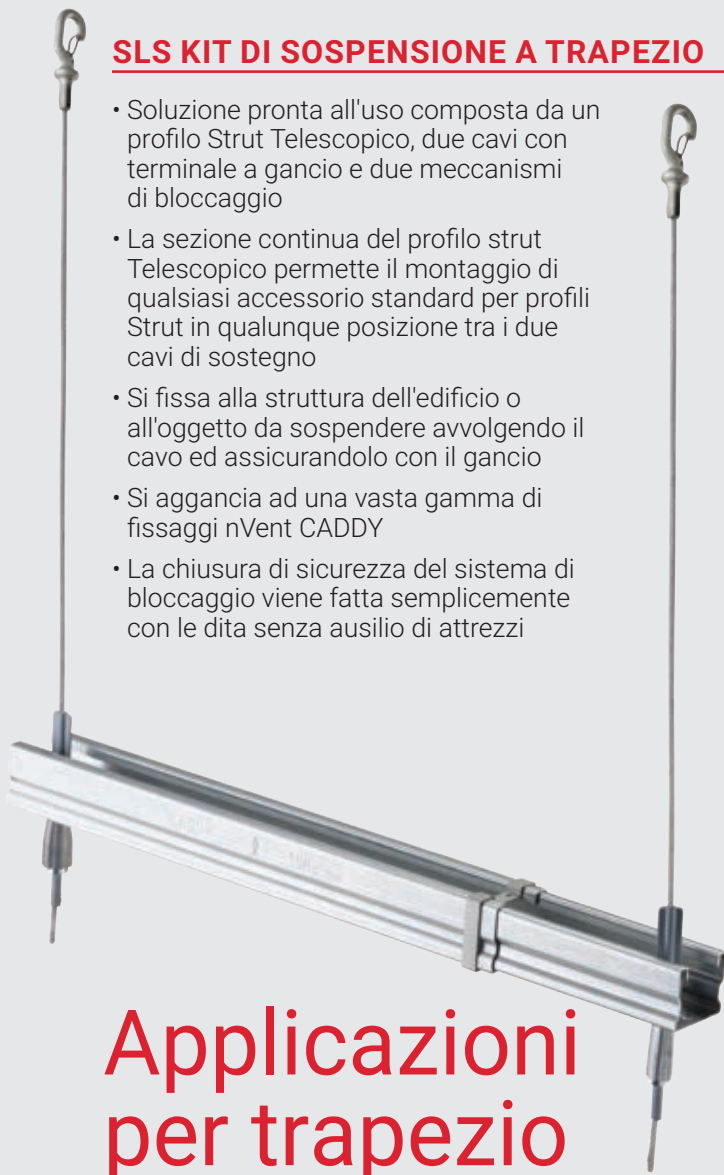 SLS KIT DI SOSPENSIONE A TRAPEZIO
• Soluzione pronta all'uso composta da un
profilo Strut Telescopico, due cavi con
terminale a gancio e due meccanismi
di bloccaggio
• La sezione continua del profilo strut
Telescopico permette il montaggio di
qualsiasi accessorio standard per profili
Strut in qualunque posizione tra i due
cavi di sostegno
• Si fissa alla struttura dell'edificio o
all'oggetto da sospendere avvolgendo il
cavo ed assicurandolo con il gancio
• Si aggancia ad una vasta gamma di
fissaggi nVent CADDY
• La chiusura di sicurezza del sistema di
bloccaggio viene fatta semplicemente
con le dita senza ausilio di attrezzi
Applicazioni
per trapezio